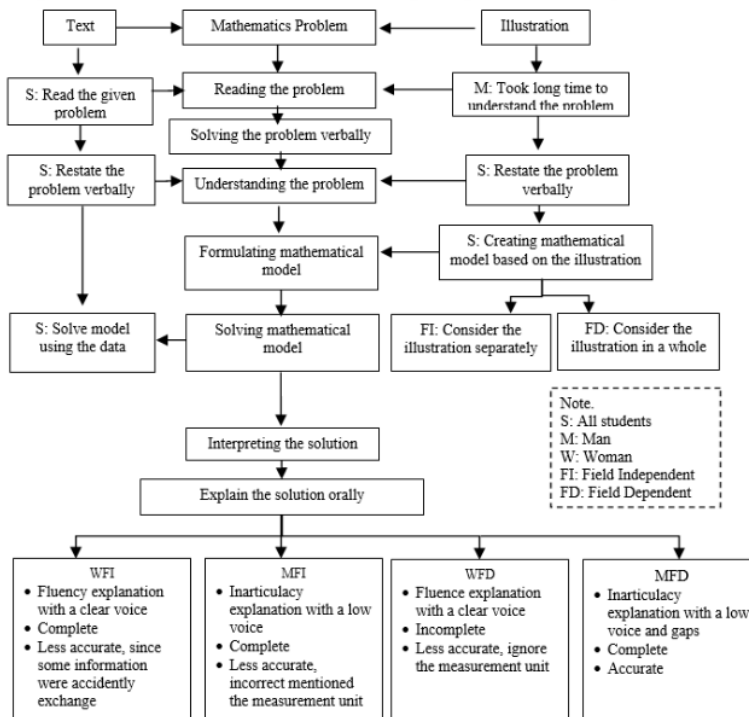 Text
Mathematics Problem
Illustration
S: Read the given
problem
Reading the problem
M: Took long time to
understand the problem
Solving the problem verbally
S: Restate the
problem verbally
Understanding the problem
S: Restate the problem
verbally
Formulating mathematical
model
S: Creating mathematical
model based on the illustration
S: Solve model
using the data
Solving mathematical
model
FI: Consider the
illustration separately
FD: Consider the
illustration in a whole
Note.
S: All students
M: Man
W: Woman
FI: Field Independent
FD: Field Dependent
Interpreting the solution
Explain the solution orally
WFI
• Fluency explanation
with a clear voice
• Complete
• Less accurate, since
some information
were accidently
exchange
MFI
• Inarticulacy
explanation with a low
voice
• Complete
• Less accurate,
incorrect mentioned
the measurement unit
WFD
• Fluence explanation
with a clear voice
• Incomplete
• Less accurate, ignore
the measurement unit
MFD
• Inarticulacy
explanation with a low
voice and gaps
• Complete
• Accurate